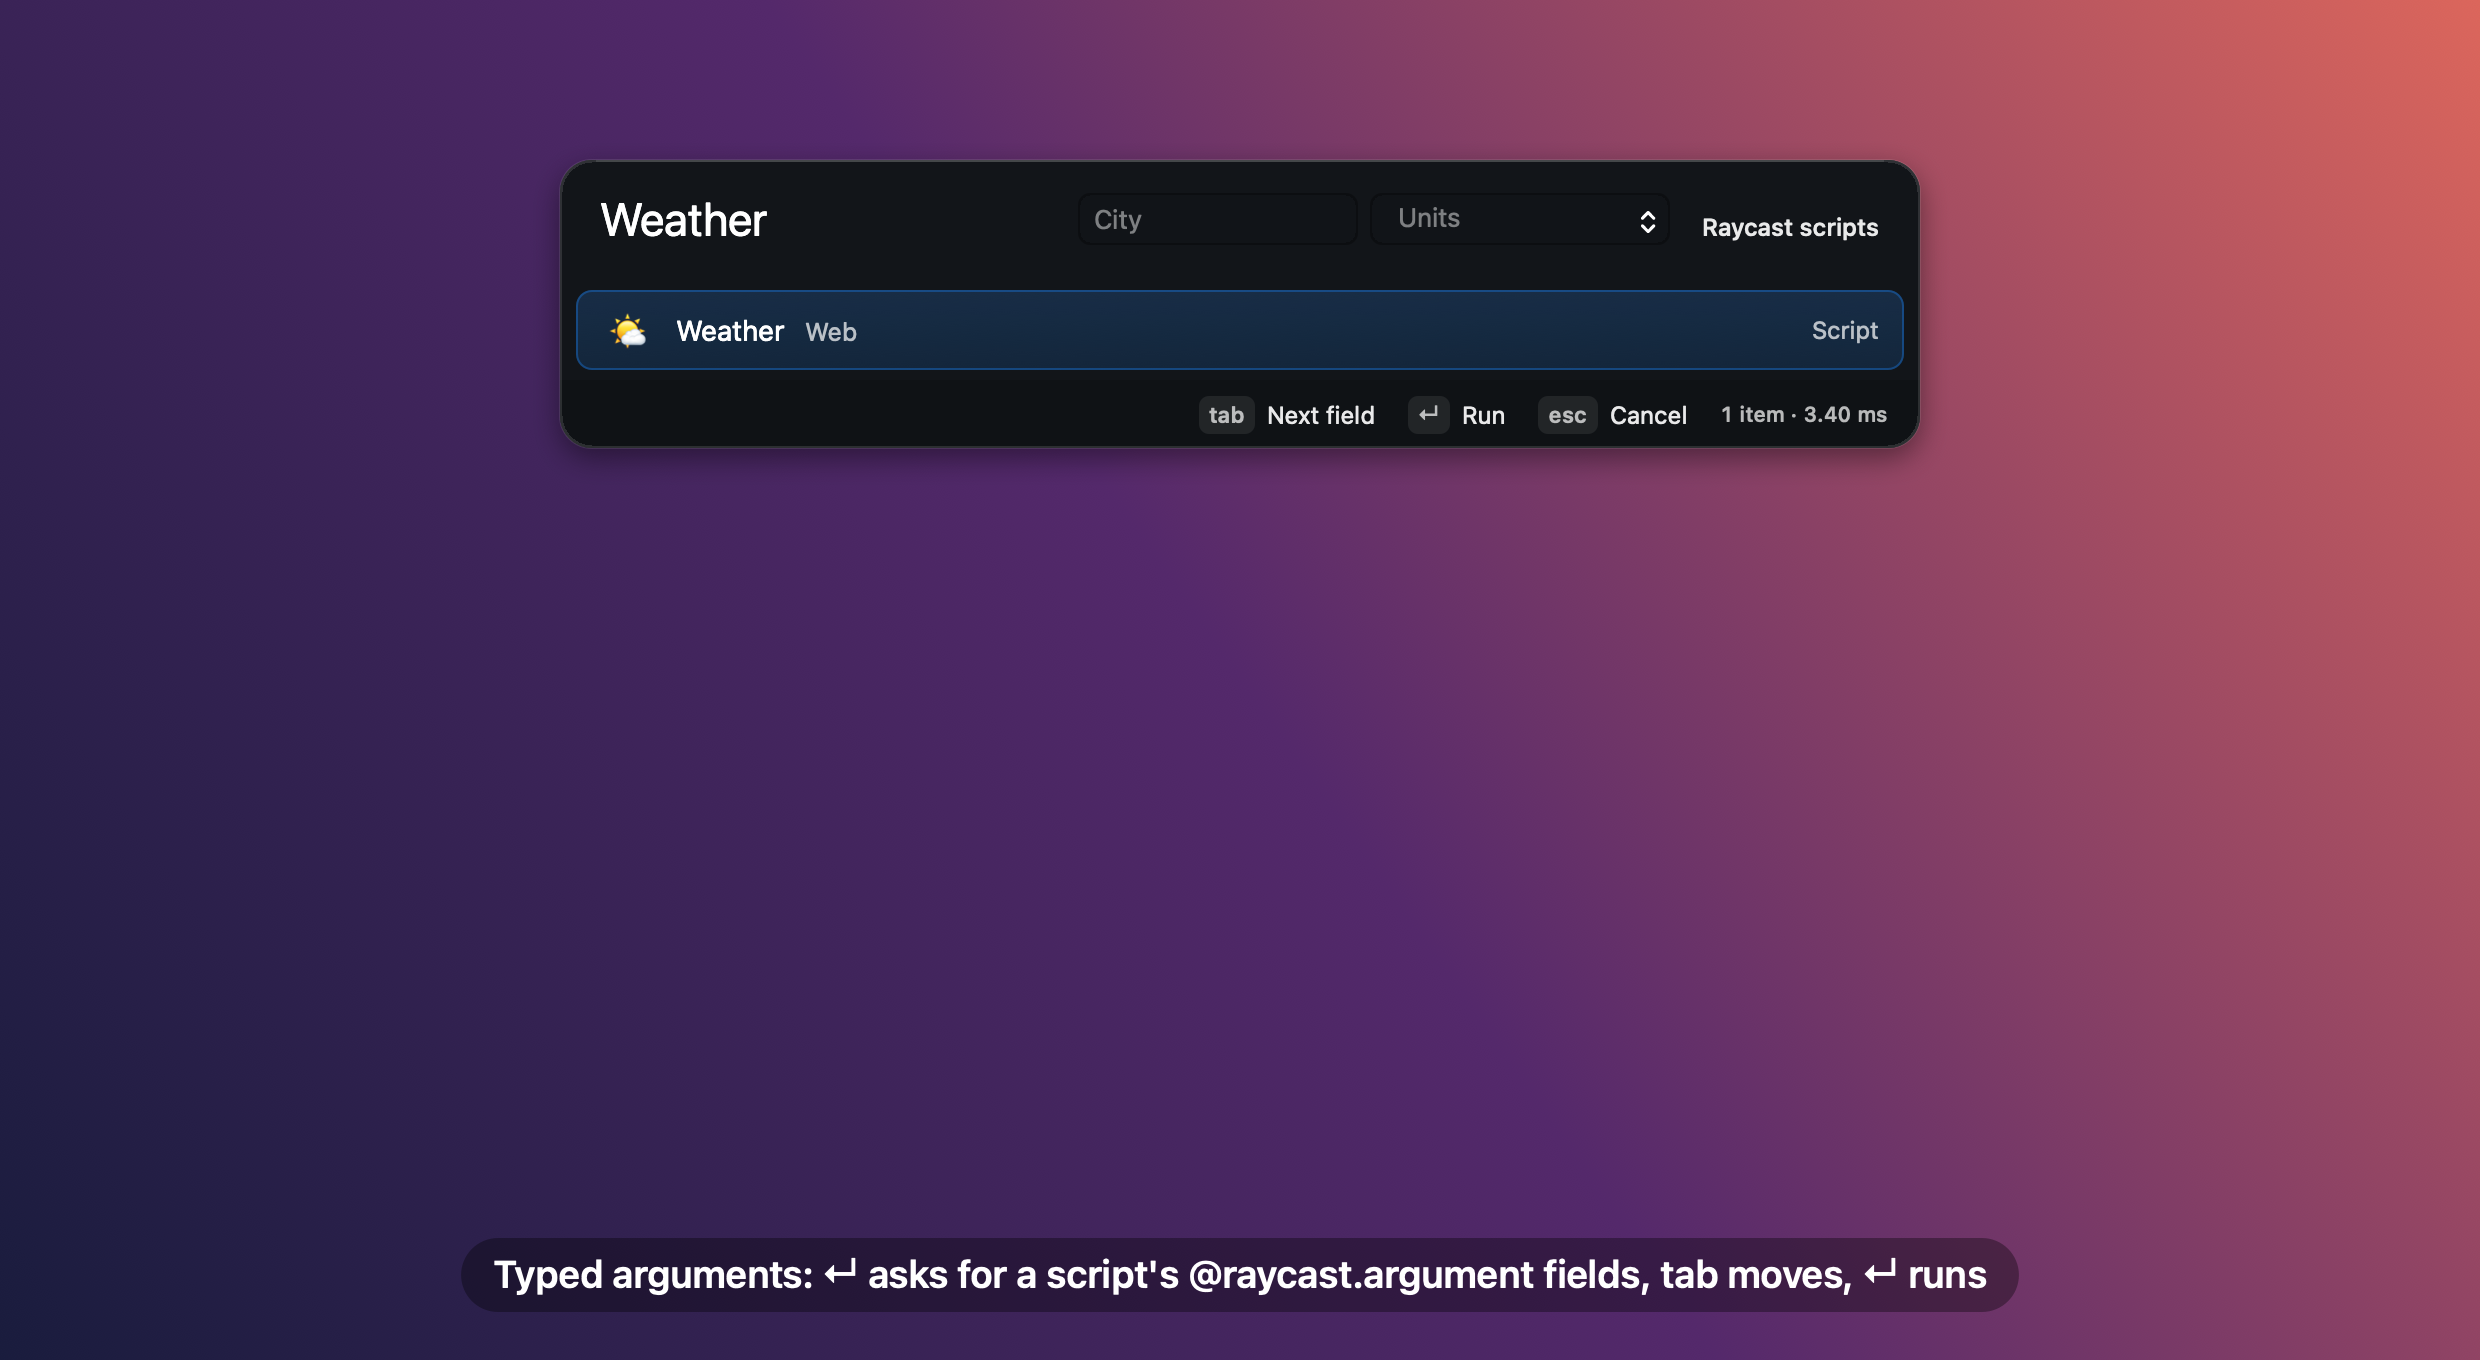 Weather City Units Raycast scripts
Weather Web Script
tab Next field ↵ Run esc Cancel 1 item · 3.40 ms
Typed arguments: ↵ asks for a script's @raycast.argument fields, tab moves, ↵ runs